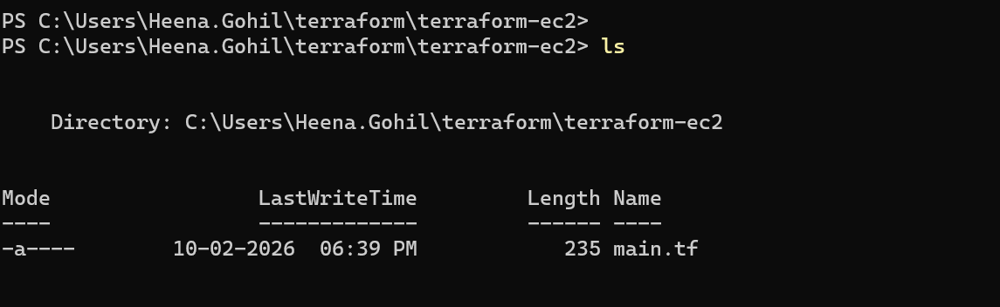 PS C:\Users\Heena.Gohil\terraform\terraform-ec2>
PS C:\Users\Heena.Gohil\terraform\terraform-ec2> ls
Directory: C:\Users\Heena.Gohil\terraform\terraform-ec2
Mode                 LastWriteTime         Length Name
----                 -------------         ------ ----
-a----        10-02-2026  06:39 PM            235 main.tf